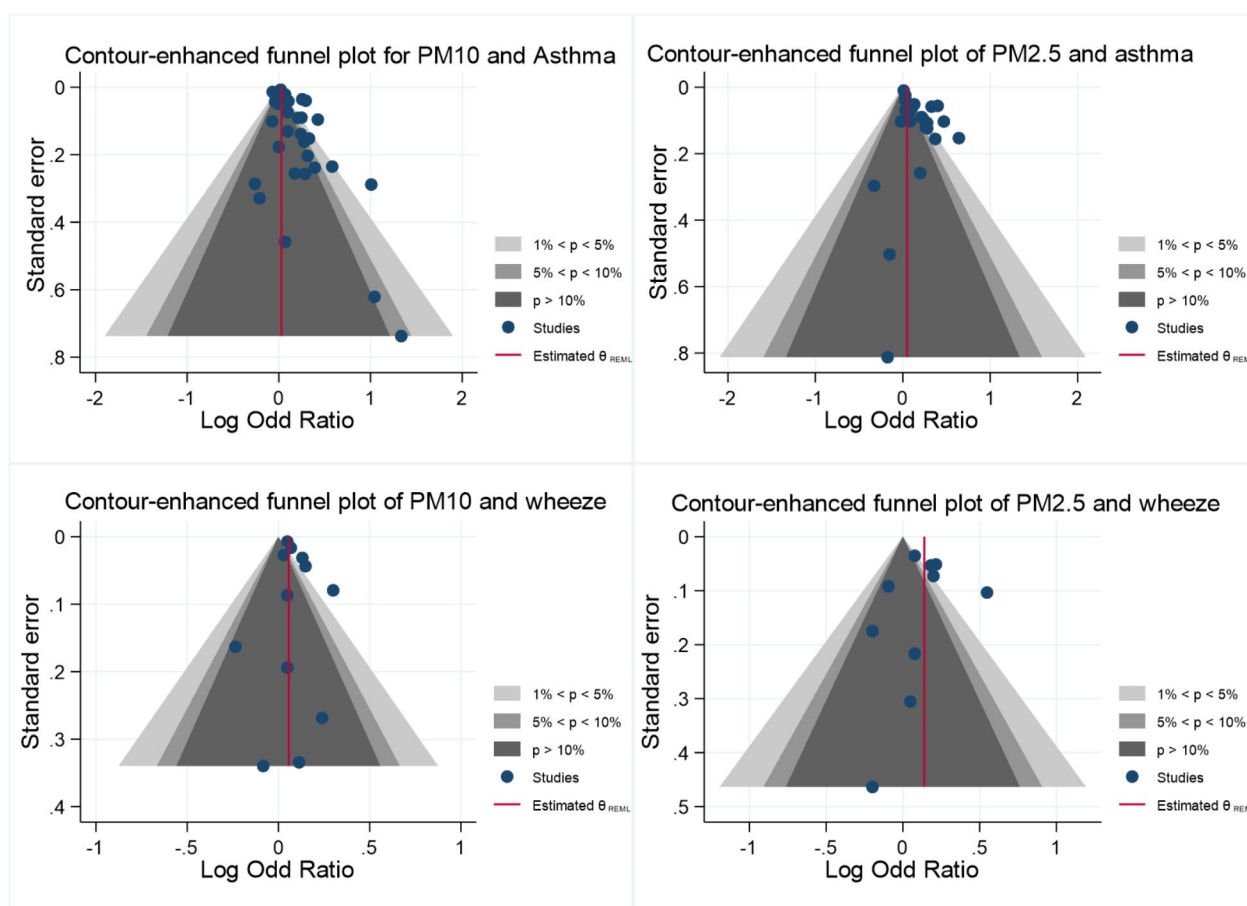 Contour-enhanced funnel plot for PM10 and Asthma
0
.2
.4
.6
.8
Standard error
-2
-1
0
1
2
Log Odd Ratio
1% < p < 5%
5% < p < 10%
p > 10%
Studies
Estimated θ REML
Contour-enhanced funnel plot of PM2.5 and asthma
0
.2
.4
.6
.8
Standard error
-2
-1
0
1
2
Log Odd Ratio
1% < p < 5%
5% < p < 10%
p > 10%
Studies
Estimated θ REML
Contour-enhanced funnel plot of PM10 and wheeze
0
.1
.2
.3
.4
Standard error
-1
-.5
0
.5
1
Log Odd Ratio
1% < p < 5%
5% < p < 10%
p > 10%
Studies
Estimated θ REML
Contour-enhanced funnel plot of PM2.5 and wheeze
0
.1
.2
.3
.4
.5
Standard error
-1
-.5
0
.5
1
Log Odd Ratio
1% < p < 5%
5% < p < 10%
p > 10%
Studies
Estimated θ REML